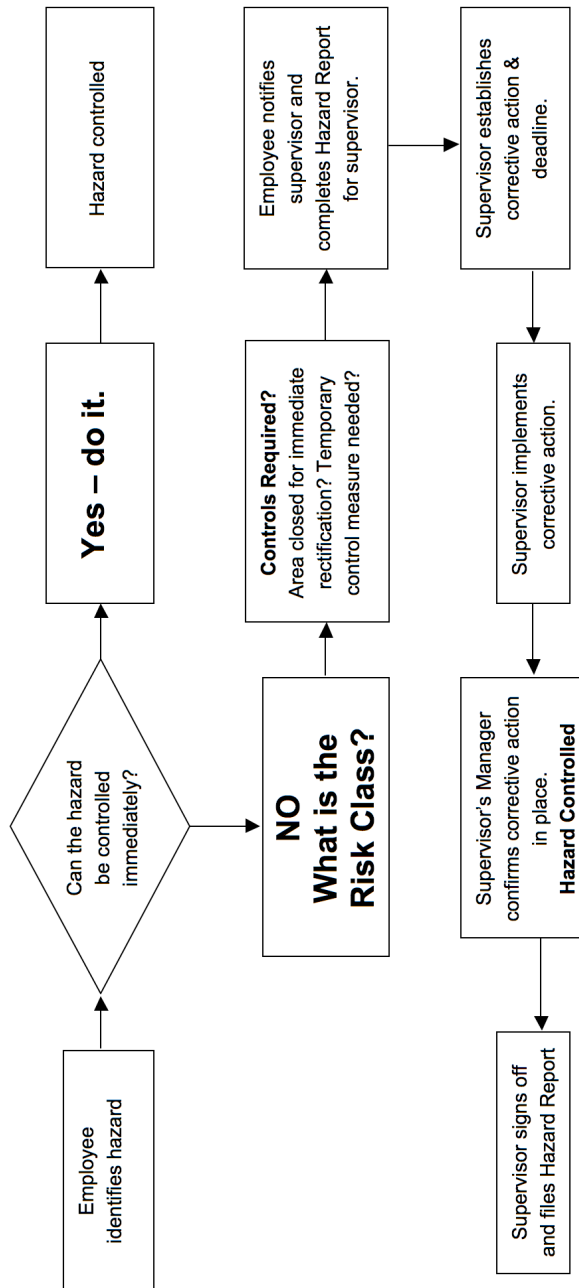 Employee
identifies hazard
Can the hazard
be controlled
immediately?
Yes – do it.
Hazard controlled
NO
What is the
Risk Class?
Controls Required?
Area closed for immediate
rectification? Temporary
control measure needed?
Employee notifies
supervisor and
completes Hazard Report
for supervisor.
Supervisor establishes
corrective action &
deadline.
Supervisor implements
corrective action.
Supervisor’s Manager
confirms corrective action
in place.
Hazard Controlled
Supervisor signs off
and files Hazard Report